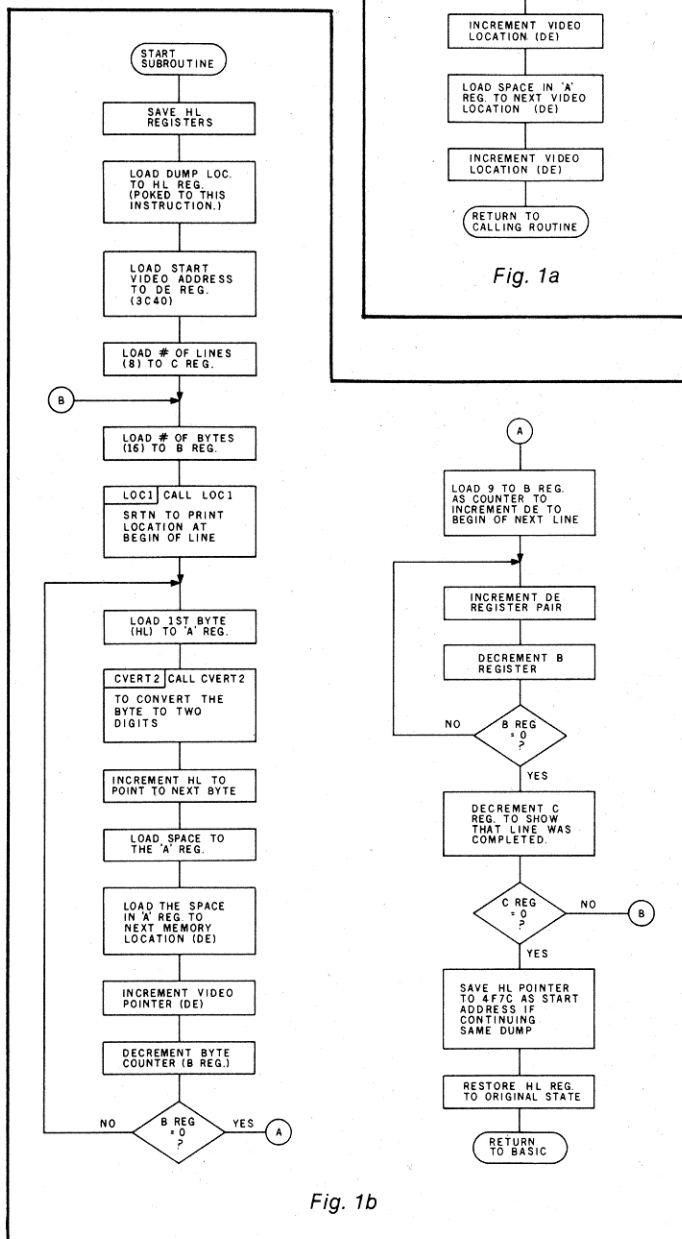 START
SUBROUTINE
SAVE HL
REGISTERS
LOAD DUMP LOC.
TO HL REG.
(POKED TO THIS
INSTRUCTION.)
LOAD START
VIDEO ADDRESS
TO DE REG.
(3C40)
LOAD # OF LINES
(8) TO C REG.
B
LOAD # OF BYTES
(16) TO B REG.
LOC1 CALL LOC1
SRTN TO PRINT
LOCATION AT
BEGIN OF LINE
LOAD 1ST BYTE
(HL) TO 'A' REG.
CVERT2 CALL CVERT2
TO CONVERT THE
BYTE TO TWO
DIGITS
INCREMENT HL TO
POINT TO NEXT BYTE
LOAD SPACE TO
THE 'A' REG.
LOAD THE SPACE
IN 'A' REG. TO
NEXT MEMORY
LOCATION (DE)
INCREMENT VIDEO
POINTER (DE)
DECREMENT BYTE
COUNTER (B REG.)
NO
B REG
=0
?
YES
A
INCREMENT VIDEO
LOCATION (DE)
LOAD SPACE IN 'A'
REG. TO NEXT VIDEO
LOCATION (DE)
INCREMENT VIDEO
LOCATION (DE)
RETURN TO
CALLING ROUTINE
Fig. 1a
A
LOAD 9 TO B REG.
AS COUNTER TO
INCREMENT DE TO
BEGIN OF NEXT LINE
INCREMENT DE
REGISTER PAIR
DECREMENT B
REGISTER
NO
B REG
=0
?
YES
DECREMENT C
REG. TO SHOW
THAT LINE WAS
COMPLETED.
C REG
=0
?
NO
B
YES
SAVE HL POINTER
TO 4F7C AS START
ADDRESS IF
CONTINUING
SAME DUMP
RESTORE HL REG.
TO ORIGINAL STATE
RETURN
TO BASIC
Fig. 1b